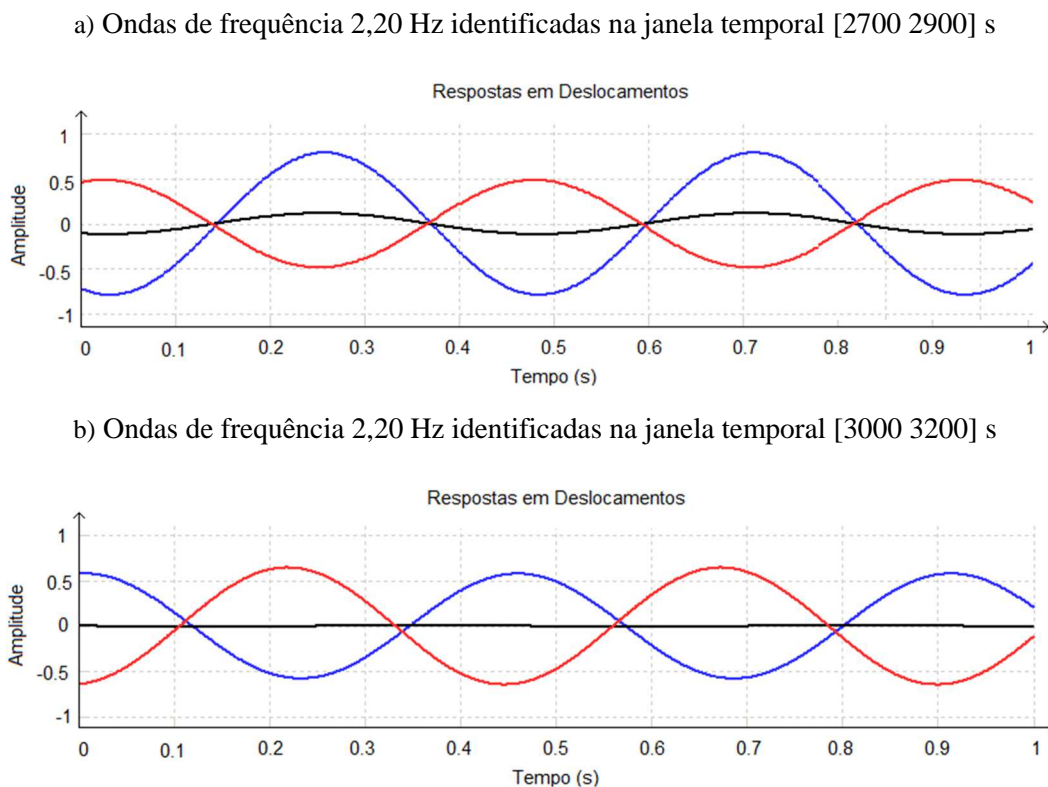 a) Ondas de frequência 2,20 Hz identificadas na janela temporal [2700 2900] s
Respostas em Deslocamentos
Amplitude
1
0.5
0
-0.5
-1
0 0.1 0.2 0.3 0.4 0.5 0.6 0.7 0.8 0.9 1
Tempo (s)
b) Ondas de frequência 2,20 Hz identificadas na janela temporal [3000 3200] s
Respostas em Deslocamentos
Amplitude
1
0.5
0
-0.5
-1
0 0.1 0.2 0.3 0.4 0.5 0.6 0.7 0.8 0.9 1
Tempo (s)